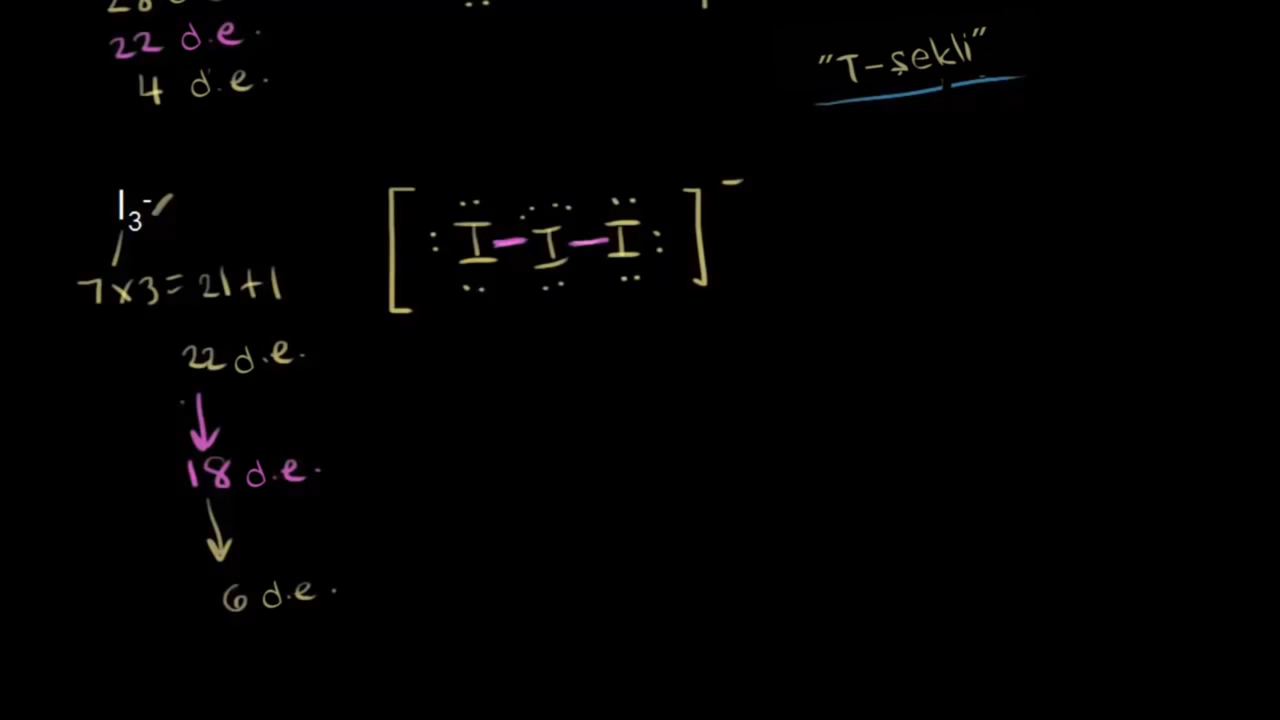 22 d.e.
4 d.e.
"T-şekli"
I3-
7x3=21+1
[:I-I-I:]-
22 d.e.
18 d.e.
6 d.e.